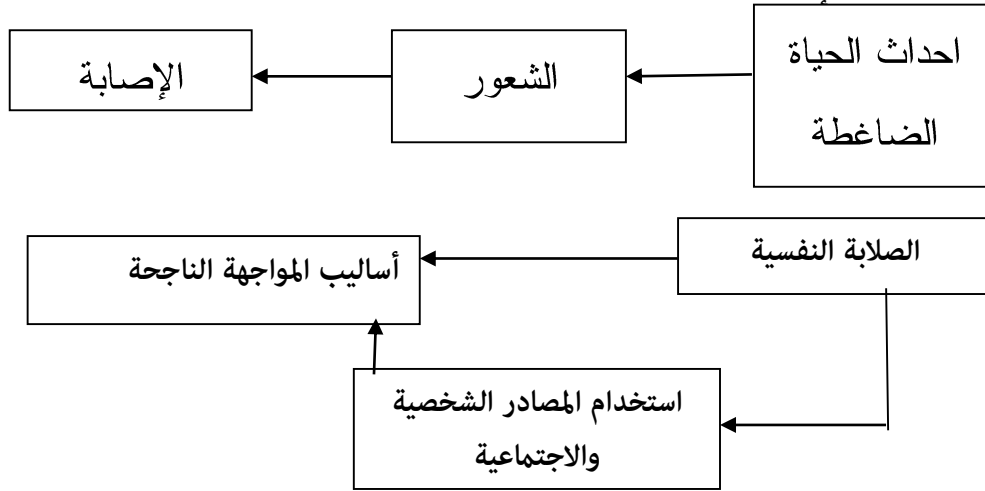 احداث الحياة
الضاغطة
الشعور
الإصابة
الصلابة النفسية
أساليب المواجهة الناجحة
استخدام المصادر الشخصية
والاجتماعية